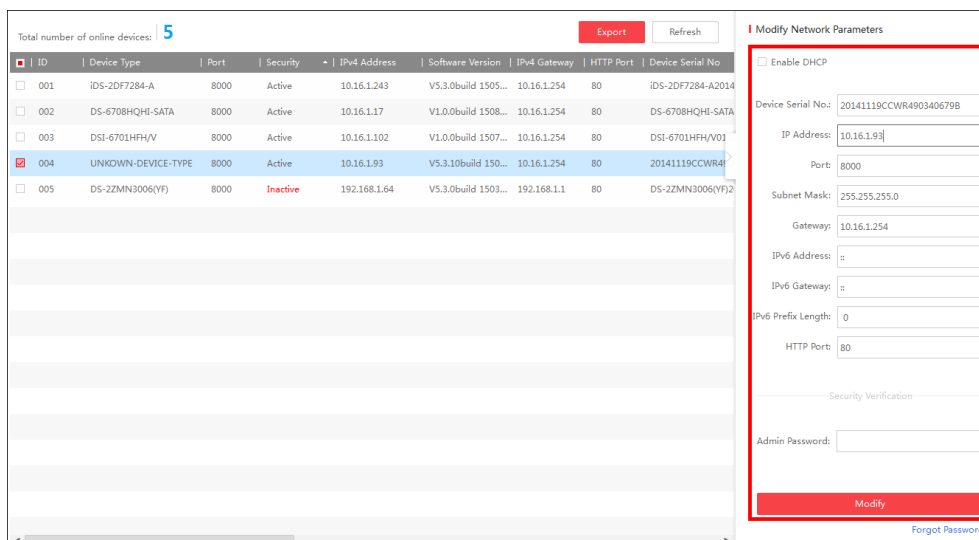 Total number of online devices: 5
Export
Refresh
ID | Device Type | Port | Security | IPv4 Address | Software Version | IPv4 Gateway | HTTP Port | Device Serial No
001 iDS-2DF7284-A 8000 Active 10.16.1.243 V5.3.0build 1505... 10.16.1.254 80 iDS-2DF7284-A2014
002 DS-6708HQHI-SATA 8000 Active 10.16.1.17 V1.0.0build 1508... 10.16.1.254 80 DS-6708HQHI-SATA
003 DSI-6701HFH/V 8000 Active 10.16.1.102 V1.0.0build 1507... 10.16.1.254 80 DSI-6701HFH/V01
004 UNKOWN-DEVICE-TYPE 8000 Active 10.16.1.93 V5.3.10build 150... 10.16.1.254 80 20141119CCWR49
005 DS-2ZMN3006(YF) 8000 Inactive 192.168.1.64 V5.3.0build 1503... 192.168.1.1 80 DS-2ZMN3006(YF)2
Modify Network Parameters
Enable DHCP
Device Serial No.: 20141119CCWR490340679B
IP Address: 10.16.1.93
Port: 8000
Subnet Mask: 255.255.255.0
Gateway: 10.16.1.254
IPv6 Address: ::
IPv6 Gateway: ::
IPv6 Prefix Length: 0
HTTP Port: 80
Security Verification
Admin Password:
Modify
Forgot Password